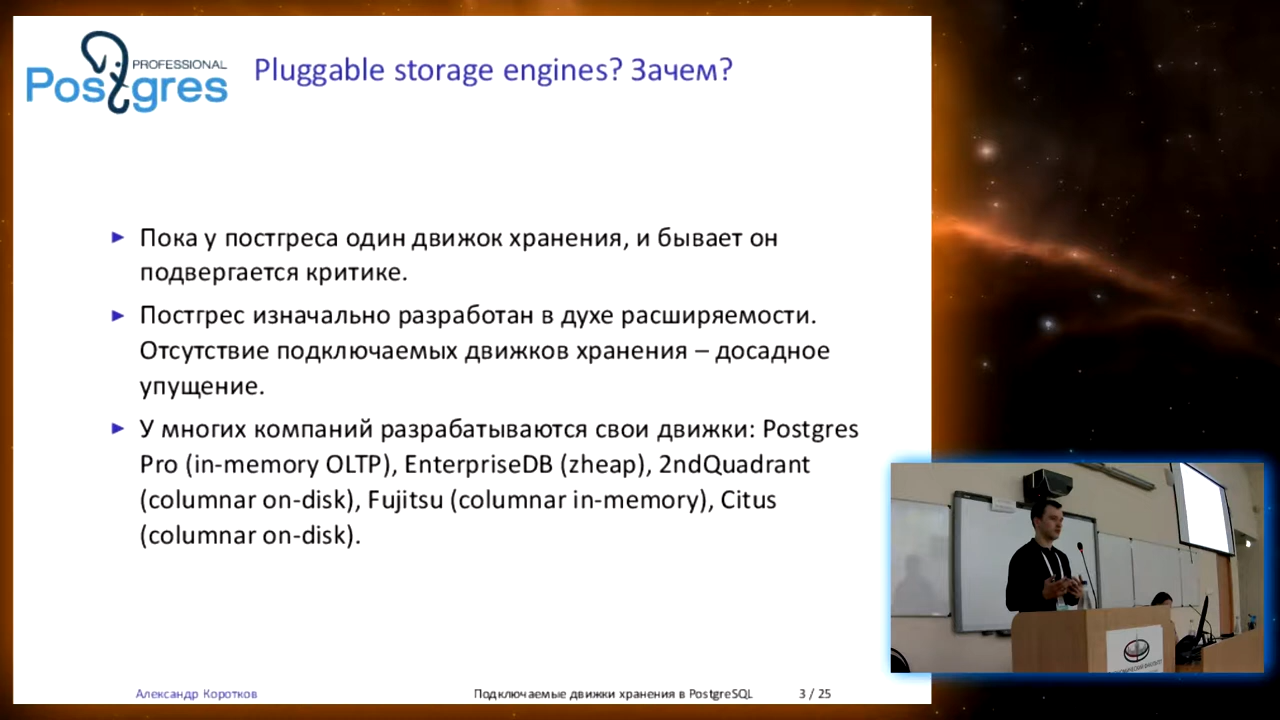 PROFESSIONAL
Postgres
Pluggable storage engines? Зачем?
Пока у постгреса один движок хранения, и бывает он
подвергается критике.
Постгрес изначально разработан в духе расширяемости.
Отсутствие подключаемых движков хранения – досадное
упущение.
У многих компаний разрабатываются свои движки: Postgres
Pro (in-memory OLTP), EnterpriseDB (zheap), 2ndQuadrant
(columnar on-disk), Fujitsu (columnar in-memory), Citus
(columnar on-disk).
Александр Коротков
Подключаемые движки хранения в PostgreSQL
3 / 25